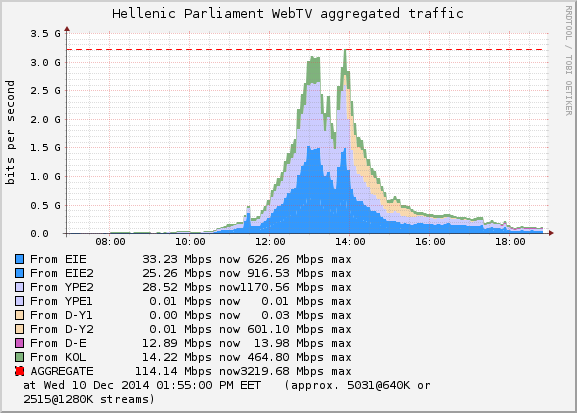 Hellenic Parliament WebTV aggregated traffic
RRDTOOL / TOBI OETIKER
bits per second
3.5 G
3.0 G
2.5 G
2.0 G
1.5 G
1.0 G
0.5 G
0.0
08:00 10:00 12:00 14:00 16:00 18:00
From EIE 33.23 Mbps now 626.26 Mbps max
From EIE2 25.26 Mbps now 916.53 Mbps max
From YPE2 28.52 Mbps now1170.56 Mbps max
From YPE1 0.01 Mbps now 0.01 Mbps max
From D-Y1 0.00 Mbps now 0.03 Mbps max
From D-Y2 0.01 Mbps now 601.10 Mbps max
From D-E 12.89 Mbps now 13.98 Mbps max
From KOL 14.22 Mbps now 464.80 Mbps max
AGGREGATE 114.14 Mbps now3219.68 Mbps max
at Wed 10 Dec 2014 01:55:00 PM EET (approx. 5031@640K or
2515@1280K streams)